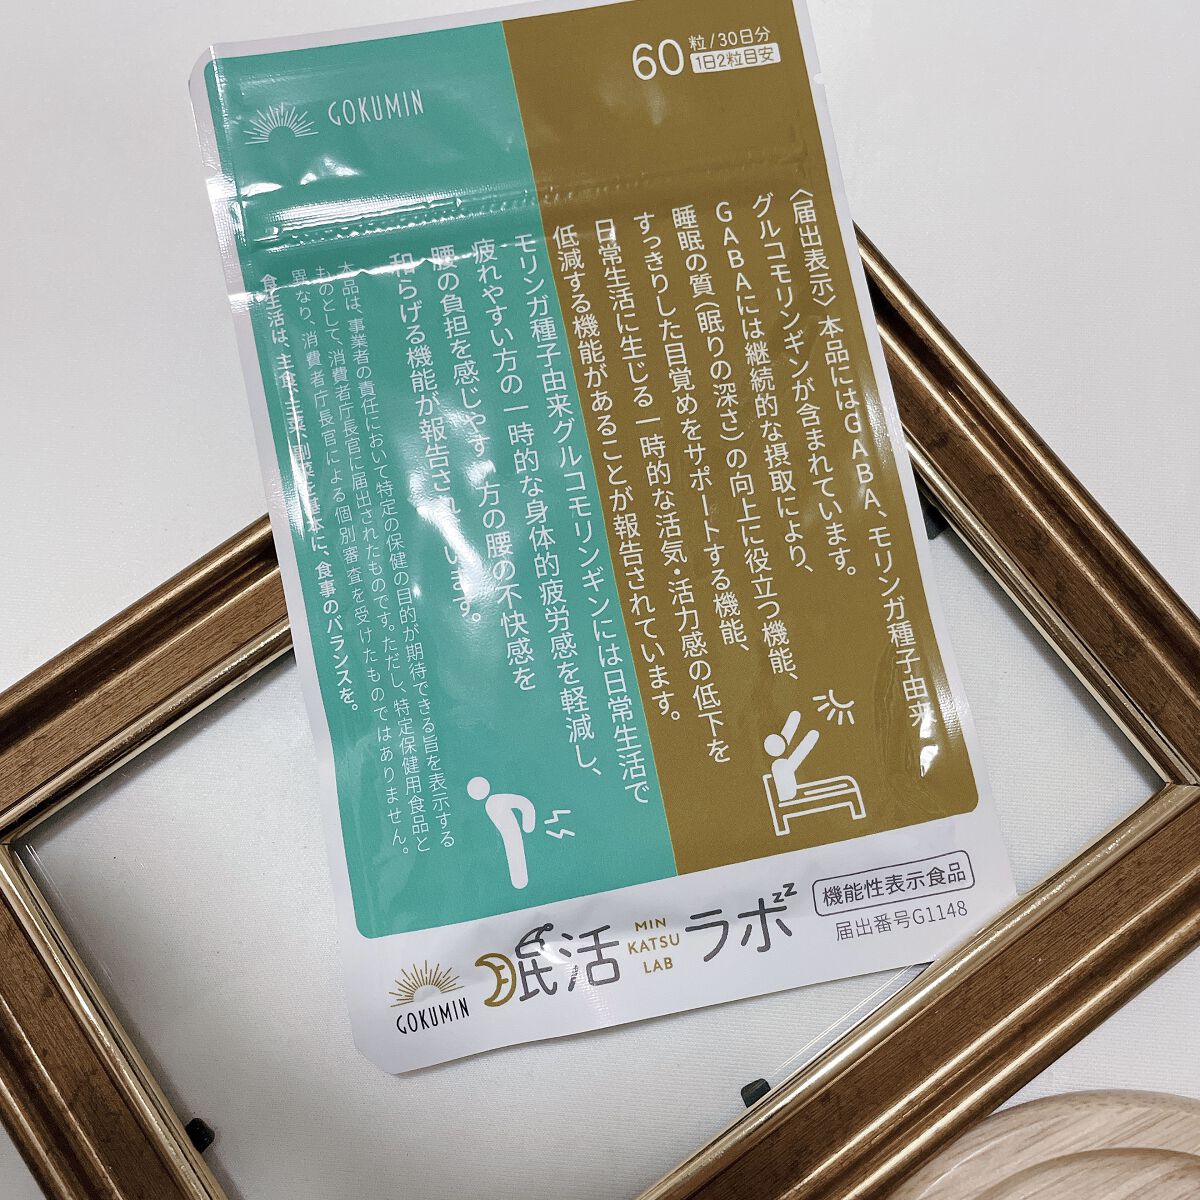 GOKUMIN
60粒/30日分
1日2粒目安
〈届出表示〉本品にはGABA、モリンガ種子由来
グルコモリンギンが含まれています。
GABAには継続的な摂取により、
睡眠の質(眠りの深さ)の向上に役立つ機能、
すっきりした目覚めをサポートする機能、
日常生活に生じる一時的な活気・活力感の低下を
低減する機能があることが報告されています。
モリンガ種子由来グルコモリンギンには日常生活で
疲れやすい方の一時的な身体的疲労感を軽減し、
腰の負担を感じやすい方の腰の不快感を
和らげる機能が報告されています。
本品は、事業者の責任において特定の保健の目的が期待できる旨を表示する
ものとして、消費者庁長官に届出されたものです。ただし、特定保健用食品と
異なり、消費者庁長官による個別審査を受けたものではありません。
食生活は、主食、主菜、副菜を基本に、食事のバランスを。
GOKUMIN
眠活
MIN
KATSU
LAB
ラボzz
機能性表示食品
届出番号G1148